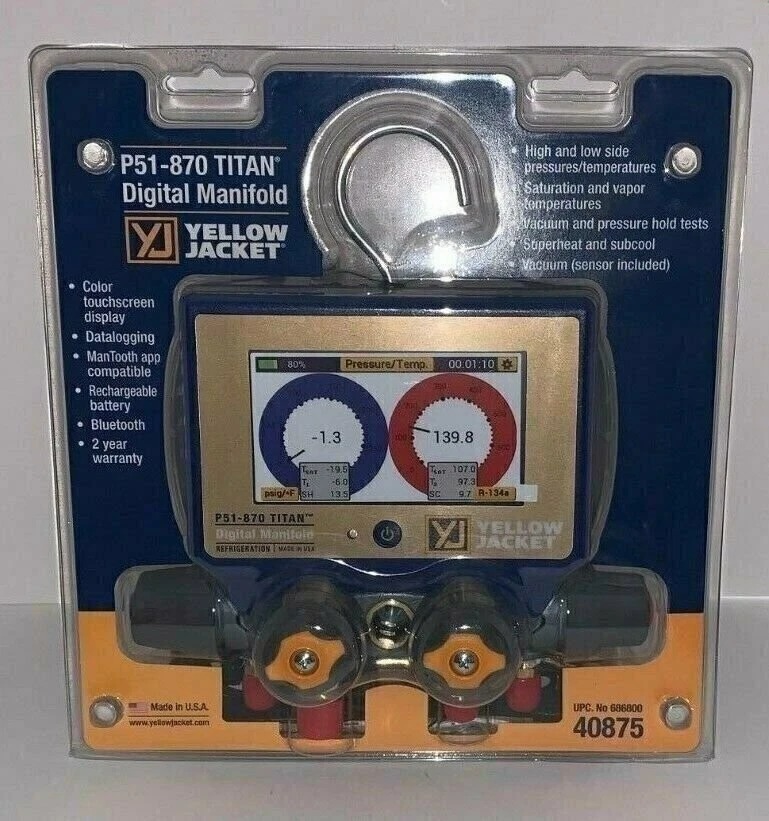 P51-870 TITAN®
Digital Manifold
YJ YELLOW
JACKET®
• Color
touchscreen
display
• Datalogging
• ManTooth app
compatible
• Rechargeable
battery
• Bluetooth
• 2 year
warranty
• High and low side
pressures/temperatures
• Saturation and vapor
temperatures
• Vacuum and pressure hold tests
• Superheat and subcool
• Vacuum (sensor included)
80% Pressure/Temp. 00:01:10
-1.3
139.8
psig/°F
TSAT -19.5
-6.0
SH 13.5
TSAT 107.0
97.3
SC 9.7
R-134a
P51-870 TITAN™
Digital Manifold
REFRIGERATION | MADE IN USA
YJ YELLOW
JACKET
Made in U.S.A.
www.yellowjacket.com
UPC. No 686800
40875